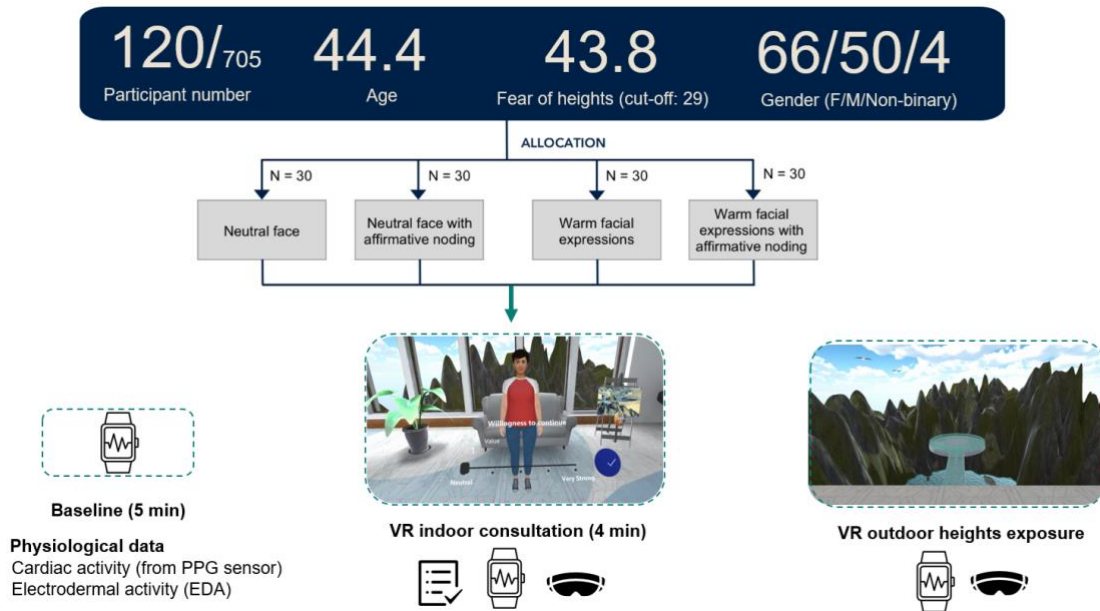 120/705
44.4
43.8
66/50/4
Participant number
Age
Fear of heights (cut-off: 29)
Gender (F/M/Non-binary)
ALLOCATION
N = 30
N = 30
N = 30
N = 30
Neutral face
Neutral face with
affirmative noding
Warm facial
expressions
Warm facial
expressions with
affirmative noding
Willingness to continue
Value
Neutral
Very Strong
Baseline (5 min)
VR indoor consultation (4 min)
VR outdoor heights exposure
Physiological data
Cardiac activity (from PPG sensor)
Electrodermal activity (EDA)